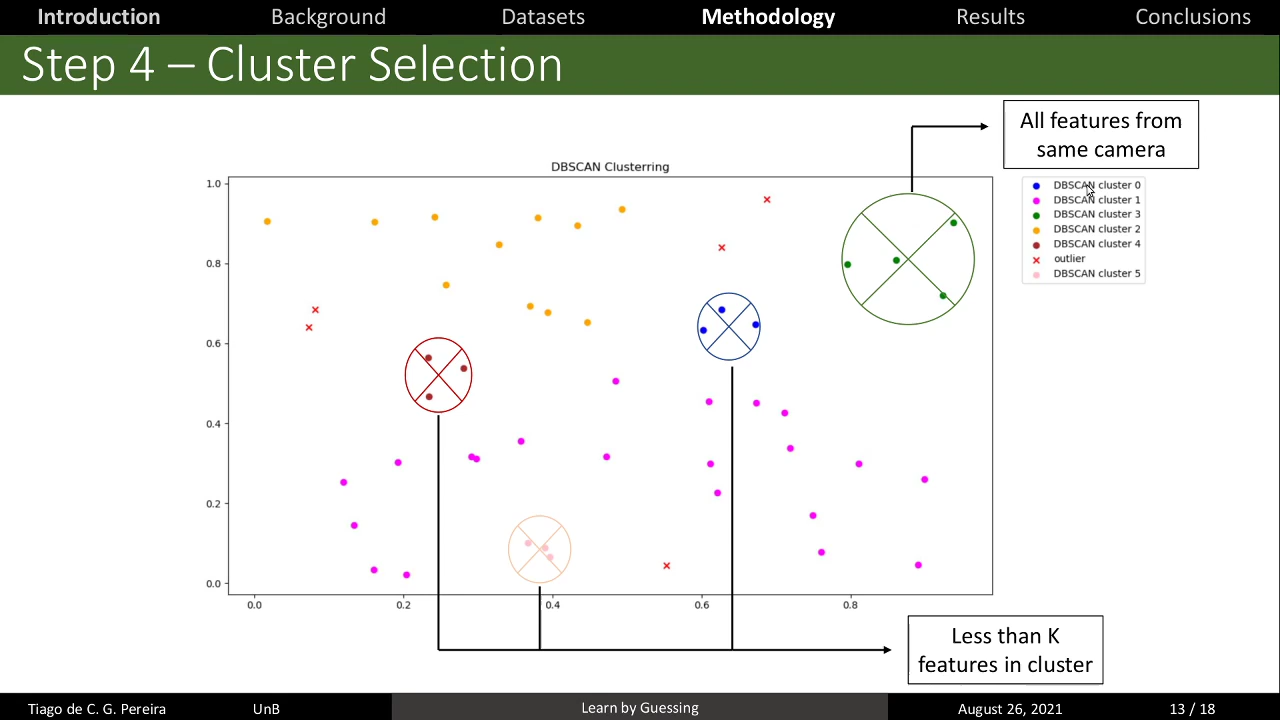 Introduction Background Datasets Methodology Results Conclusions
Step 4 – Cluster Selection
All features from
same camera
DBSCAN Clusterring
DBSCAN cluster 0
DBSCAN cluster 1
DBSCAN cluster 3
DBSCAN cluster 2
DBSCAN cluster 4
outlier
DBSCAN cluster 5
1.0
0.8
0.6
0.4
0.2
0.0
0.0 0.2 0.4 0.6 0.8
Less than K
features in cluster
Tiago de C. G. Pereira UnB Learn by Guessing August 26, 2021 13 / 18